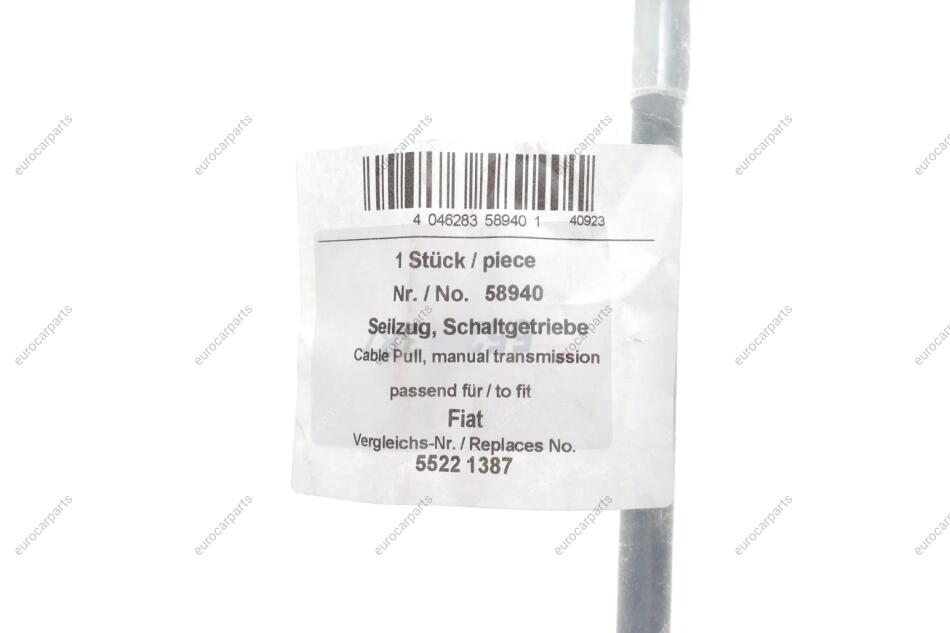 4 046283 58940 1 40923
1 Stück / piece
Nr. / No. 58940
Seilzug, Schaltgetriebe
Cable Pull, manual transmission
passend für / to fit
Fiat
Vergleichs-Nr. / Replaces No.
5522 1387
eurocarparts